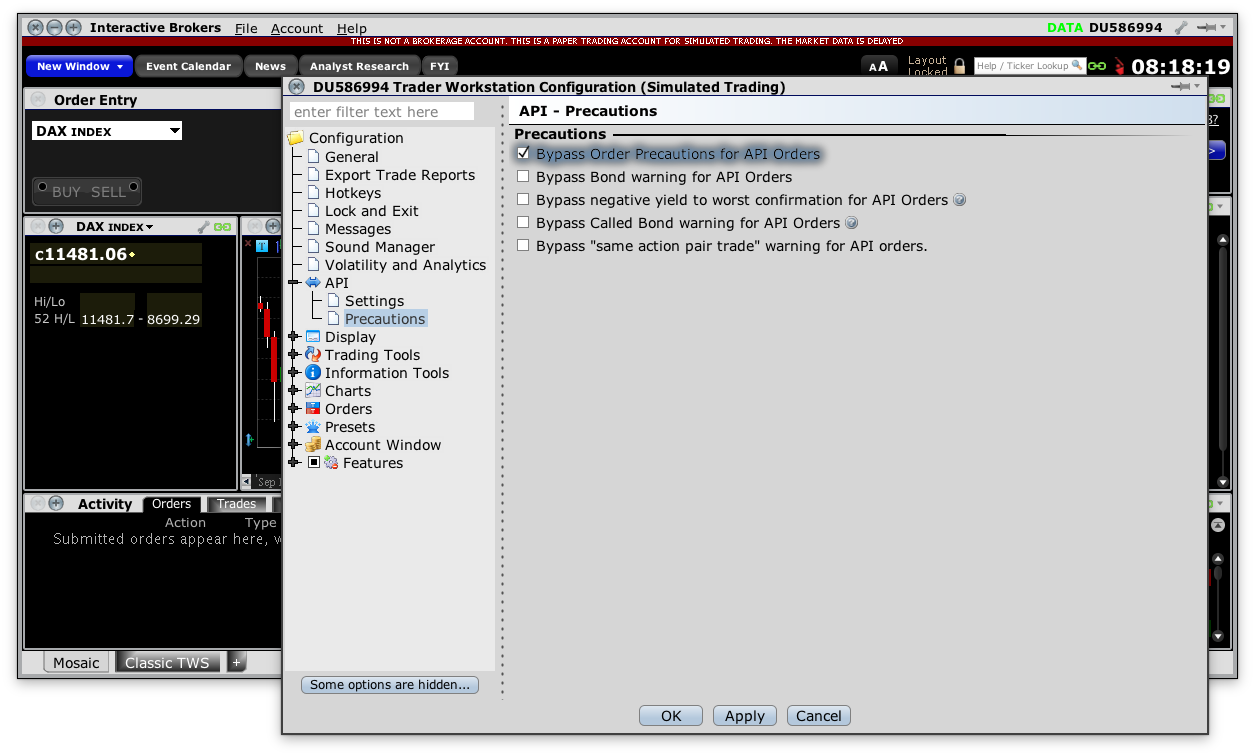 Interactive Brokers File Account Help DATA DU586994
THIS IS NOT A BROKERAGE ACCOUNT. THIS IS A PAPER TRADING ACCOUNT FOR SIMULATED TRADING. THE MARKET DATA IS DELAYED
New Window Event Calendar News Analyst Research FYI AA Layout Locked Help / Ticker Lookup 08:18:19
Order Entry
DAX INDEX
BUY SELL
DAX INDEX
c11481.06
Hi/Lo
52 H/L 11481.7 - 8699.29
T
Sep
Activity Orders Trades
Action Type
Submitted orders appear here,
Mosaic Classic TWS +
DU586994 Trader Workstation Configuration (Simulated Trading)
enter filter text here
Configuration
General
Export Trade Reports
Hotkeys
Lock and Exit
Messages
Sound Manager
Volatility and Analytics
API
Settings
Precautions
Display
Trading Tools
Information Tools
Charts
Orders
Presets
Account Window
Features
Some options are hidden...
API - Precautions
Precautions
Bypass Order Precautions for API Orders
Bypass Bond warning for API Orders
Bypass negative yield to worst confirmation for API Orders
Bypass Called Bond warning for API Orders
Bypass "same action pair trade" warning for API orders.
OK Apply Cancel